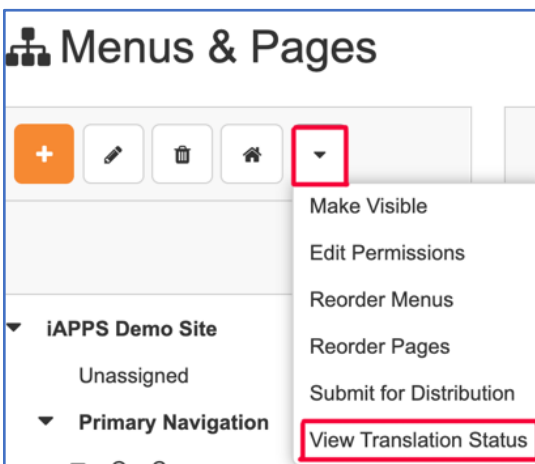 Menus & Pages
Make Visible
Edit Permissions
Reorder Menus
Reorder Pages
Submit for Distribution
View Translation Status
iAPPS Demo Site
Unassigned
Primary Navigation